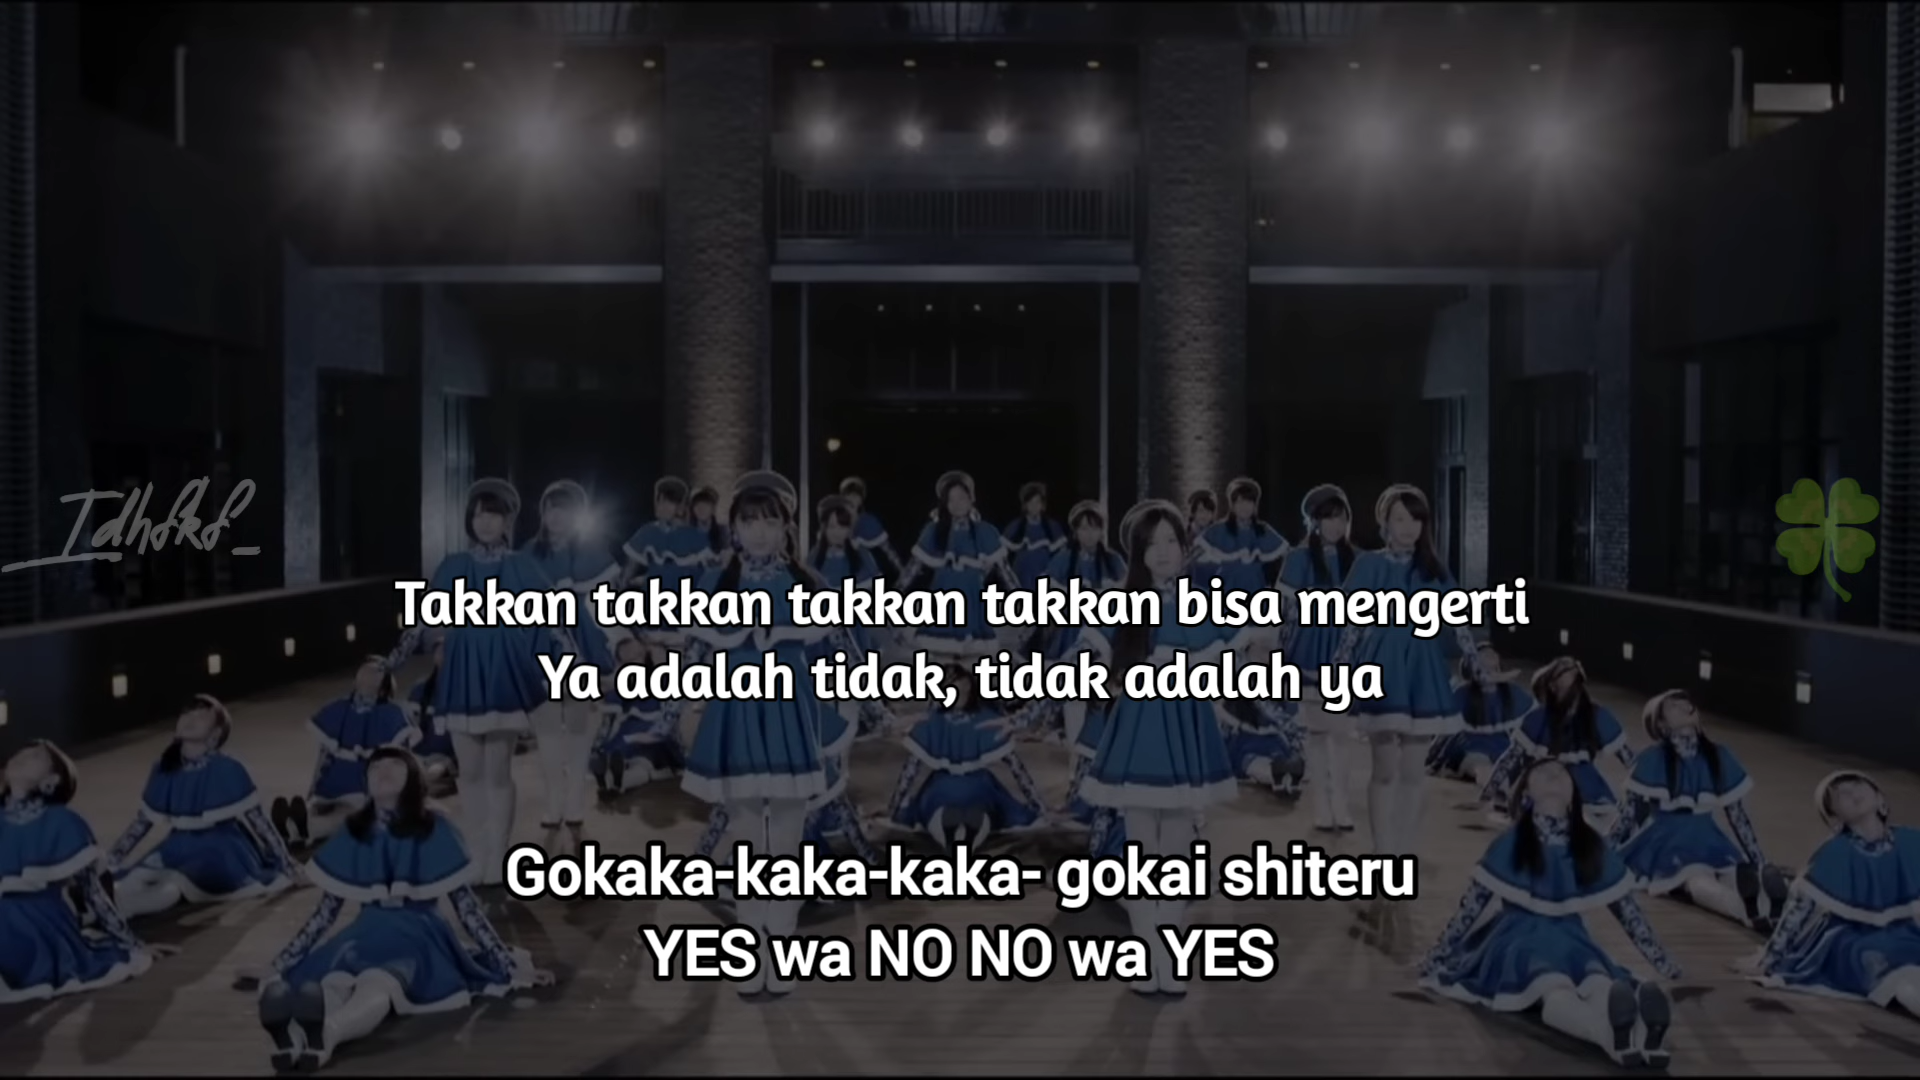 Idhfkf_
Takkan takkan takkan takkan bisa mengerti
Ya adalah tidak, tidak adalah ya
Gokaka-kaka-kaka- gokai shiteru
YES wa NO NO wa YES